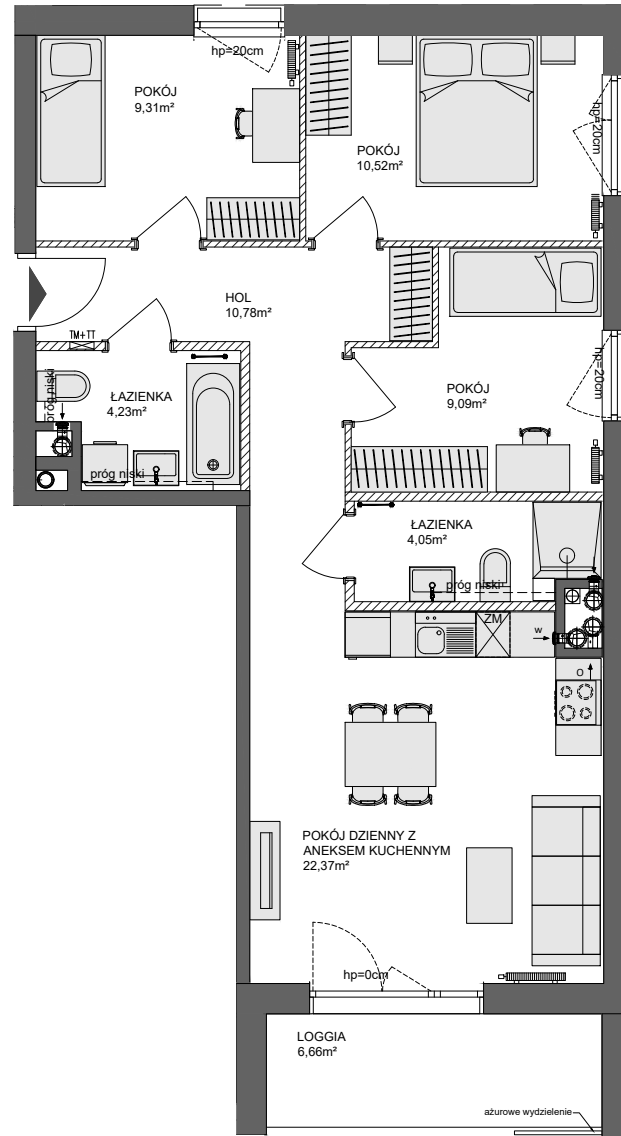 hp=20cm
POKÓJ
9,31m²
POKÓJ
10,52m²
hp=20cm
HOL
10,78m²
TM+TT
ŁAZIENKA
4,23m²
próg niski
próg niski
POKÓJ
9,09m²
hp=20cm
ŁAZIENKA
4,05m²
próg niski
ZM
w
O
POKÓJ DZIENNY Z
ANEKSEM KUCHENNYM
22,37m²
hp=0cm
LOGGIA
6,66m²
ażurowe wydzielenie